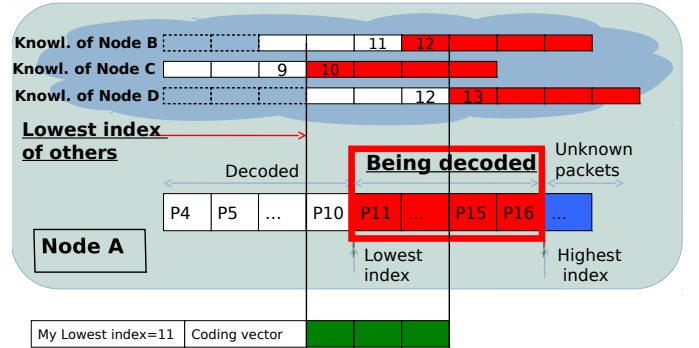 Knowl. of Node B 11 12
Knowl. of Node C 9 10
Knowl. of Node D 12 13
Lowest index
of others
Decoded
Being decoded
Unknown
packets
P4 P5 ... P10 P11 ... P15 P16 ...
Node A
Lowest
index
Highest
index
My Lowest index=11 Coding vector